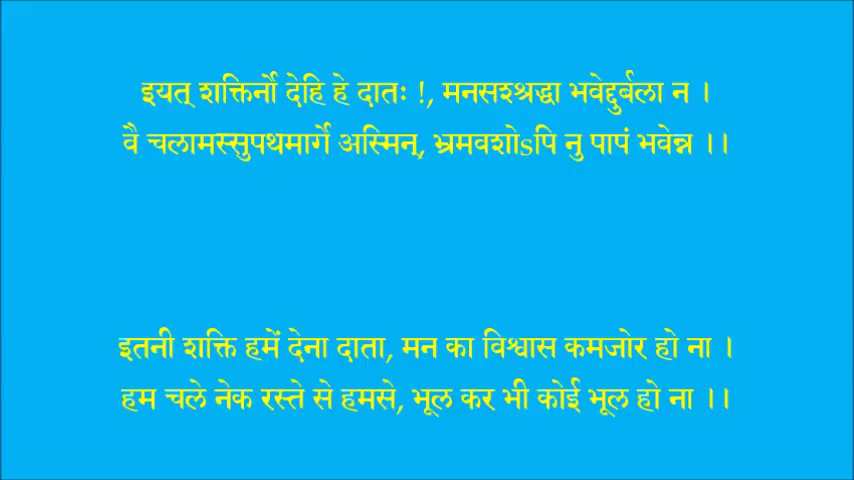 इयत् शक्तिर्नो देहि हे दातः !, मनसश्श्रद्धा भवेद्दुर्बला न ।
वै चलामस्सुपथमार्गे अस्मिन्, भ्रमवशोsपि नु पापं भवेन्न ।।
इतनी शक्ति हमें देना दाता, मन का विश्वास कमजोर हो ना ।
हम चले नेक रस्ते से हमसे, भूल कर भी कोई भूल हो ना ।।